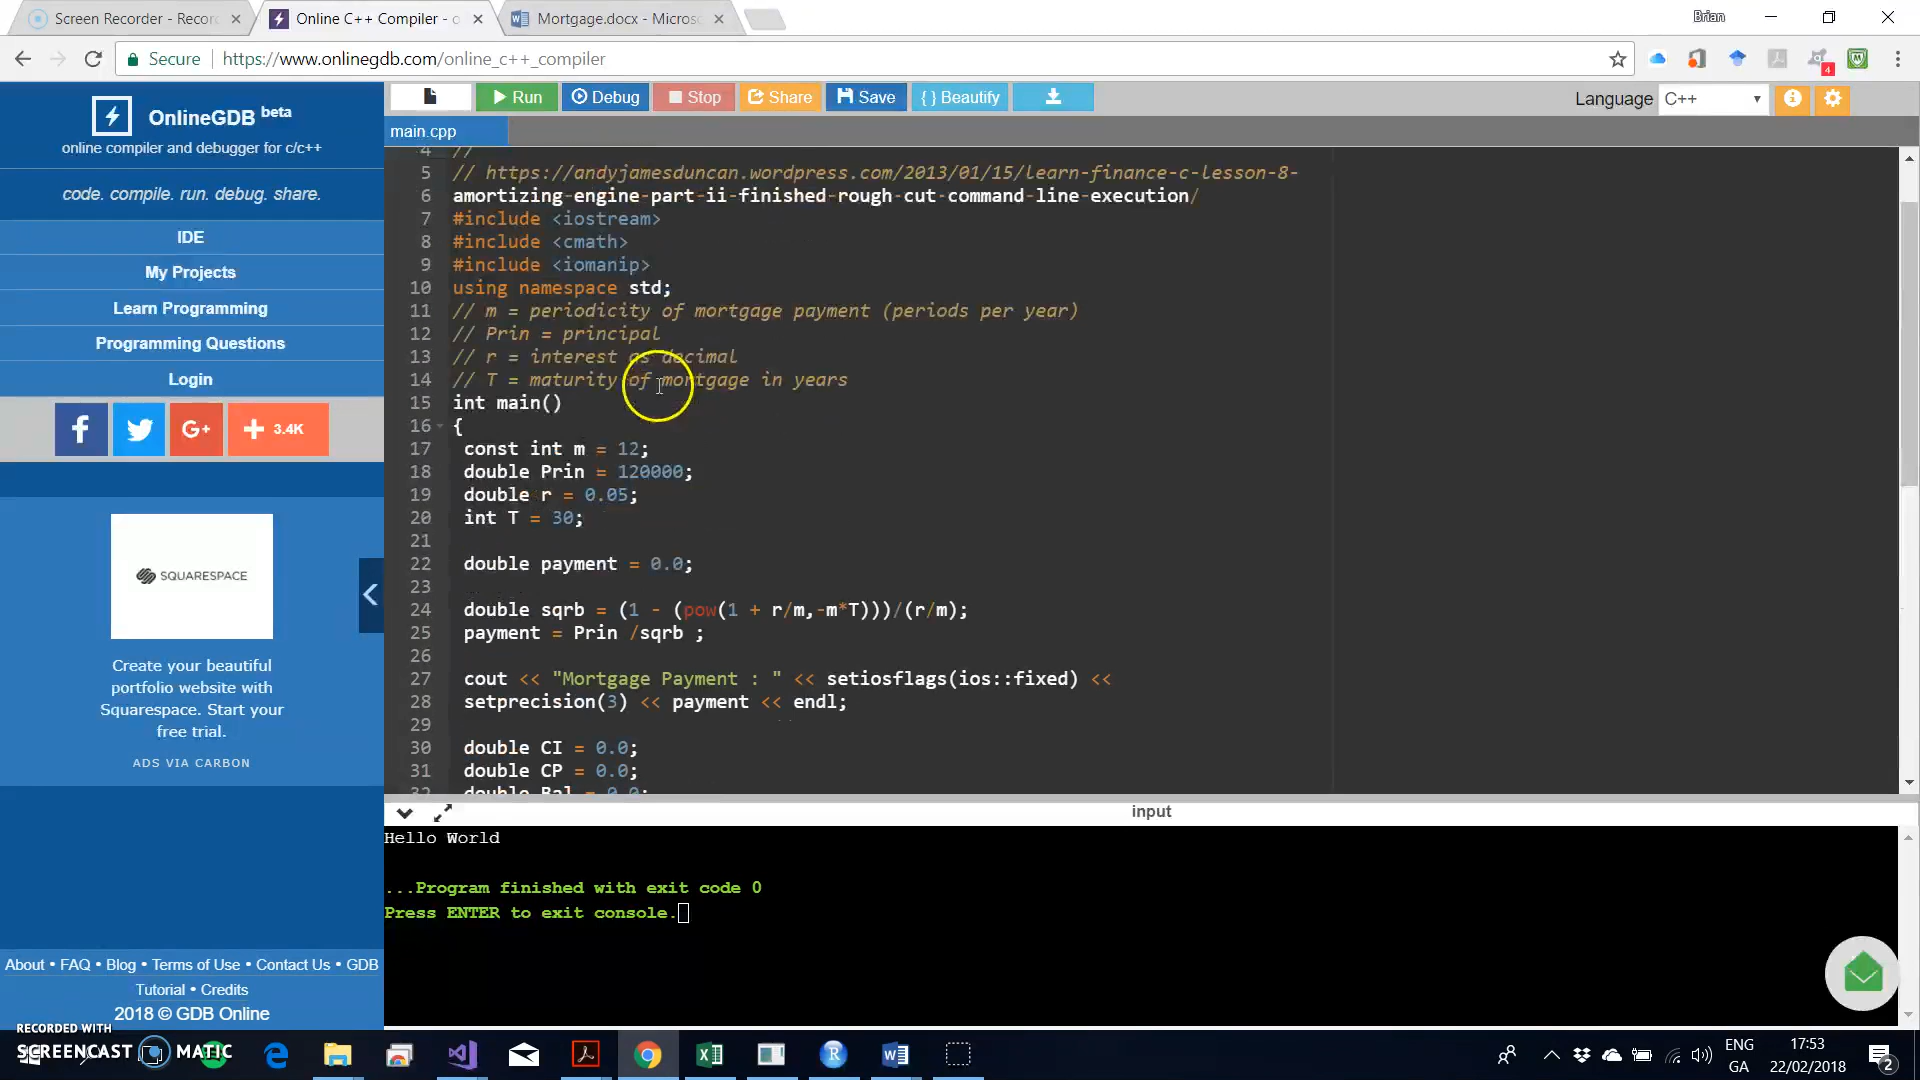 Screen Recorder - Recor
Online C++ Compiler - o
Mortgage.docx - Micros
Brian
Secure
https://www.onlinegdb.com/online_c++_compiler
4
OnlineGDB beta
online compiler and debugger for c/c++
code. compile. run. debug. share.
IDE
My Projects
Learn Programming
Programming Questions
Login
3.4K
SQUARESPACE
Create your beautiful
portfolio website with
Squarespace. Start your
free trial.
ADS VIA CARBON
About • FAQ • Blog • Terms of Use • Contact Us • GDB
Tutorial • Credits
2018 © GDB Online
Run
Debug
Stop
Share
Save
{ } Beautify
Language
C++
main.cpp
4 //
5 // https://andyjamesduncan.wordpress.com/2013/01/15/learn-finance-c-lesson-8-
6 amortizing-engine-part-ii-finished-rough-cut-command-line-execution/
7 #include <iostream>
8 #include <cmath>
9 #include <iomanip>
10 using namespace std;
11 // m = periodicity of mortgage payment (periods per year)
12 // Prin = principal
13 // r = interest as decimal
14 // T = maturity of mortgage in years
15 int main()
16 {
17 const int m = 12;
18 double Prin = 120000;
19 double r = 0.05;
20 int T = 30;
21
22 double payment = 0.0;
23
24 double sqrb = (1 - (pow(1 + r/m,-m*T)))/(r/m);
25 payment = Prin /sqrb ;
26
27 cout << "Mortgage Payment : " << setiosflags(ios::fixed) <<
28 setprecision(3) << payment << endl;
29
30 double CI = 0.0;
31 double CP = 0.0;
32 double Bal = 0.0;
input
Hello World
...Program finished with exit code 0
Press ENTER to exit console.
RECORDED WITH
SCREENCAST MATIC
ENG
GA
17:53
22/02/2018
2